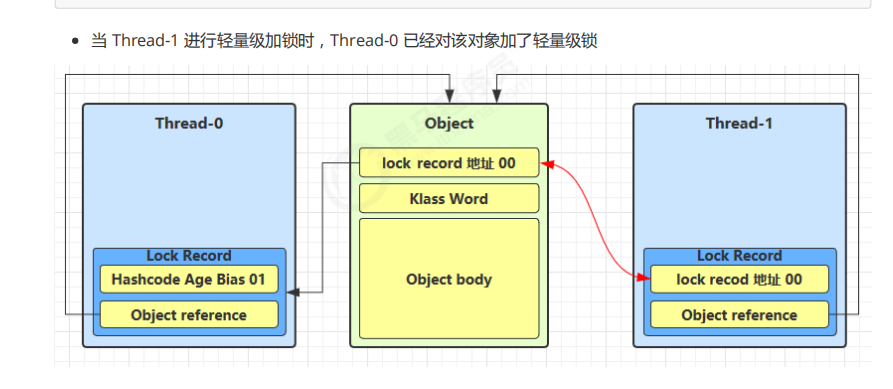 当 Thread-1 进行轻量级加锁时，Thread-0 已经对该对象加了轻量级锁
Thread-0
Object
Thread-1
lock record 地址 00
Klass Word
Object body
Lock Record
Hashcode Age Bias 01
Object reference
Lock Record
lock recod 地址 00
Object reference